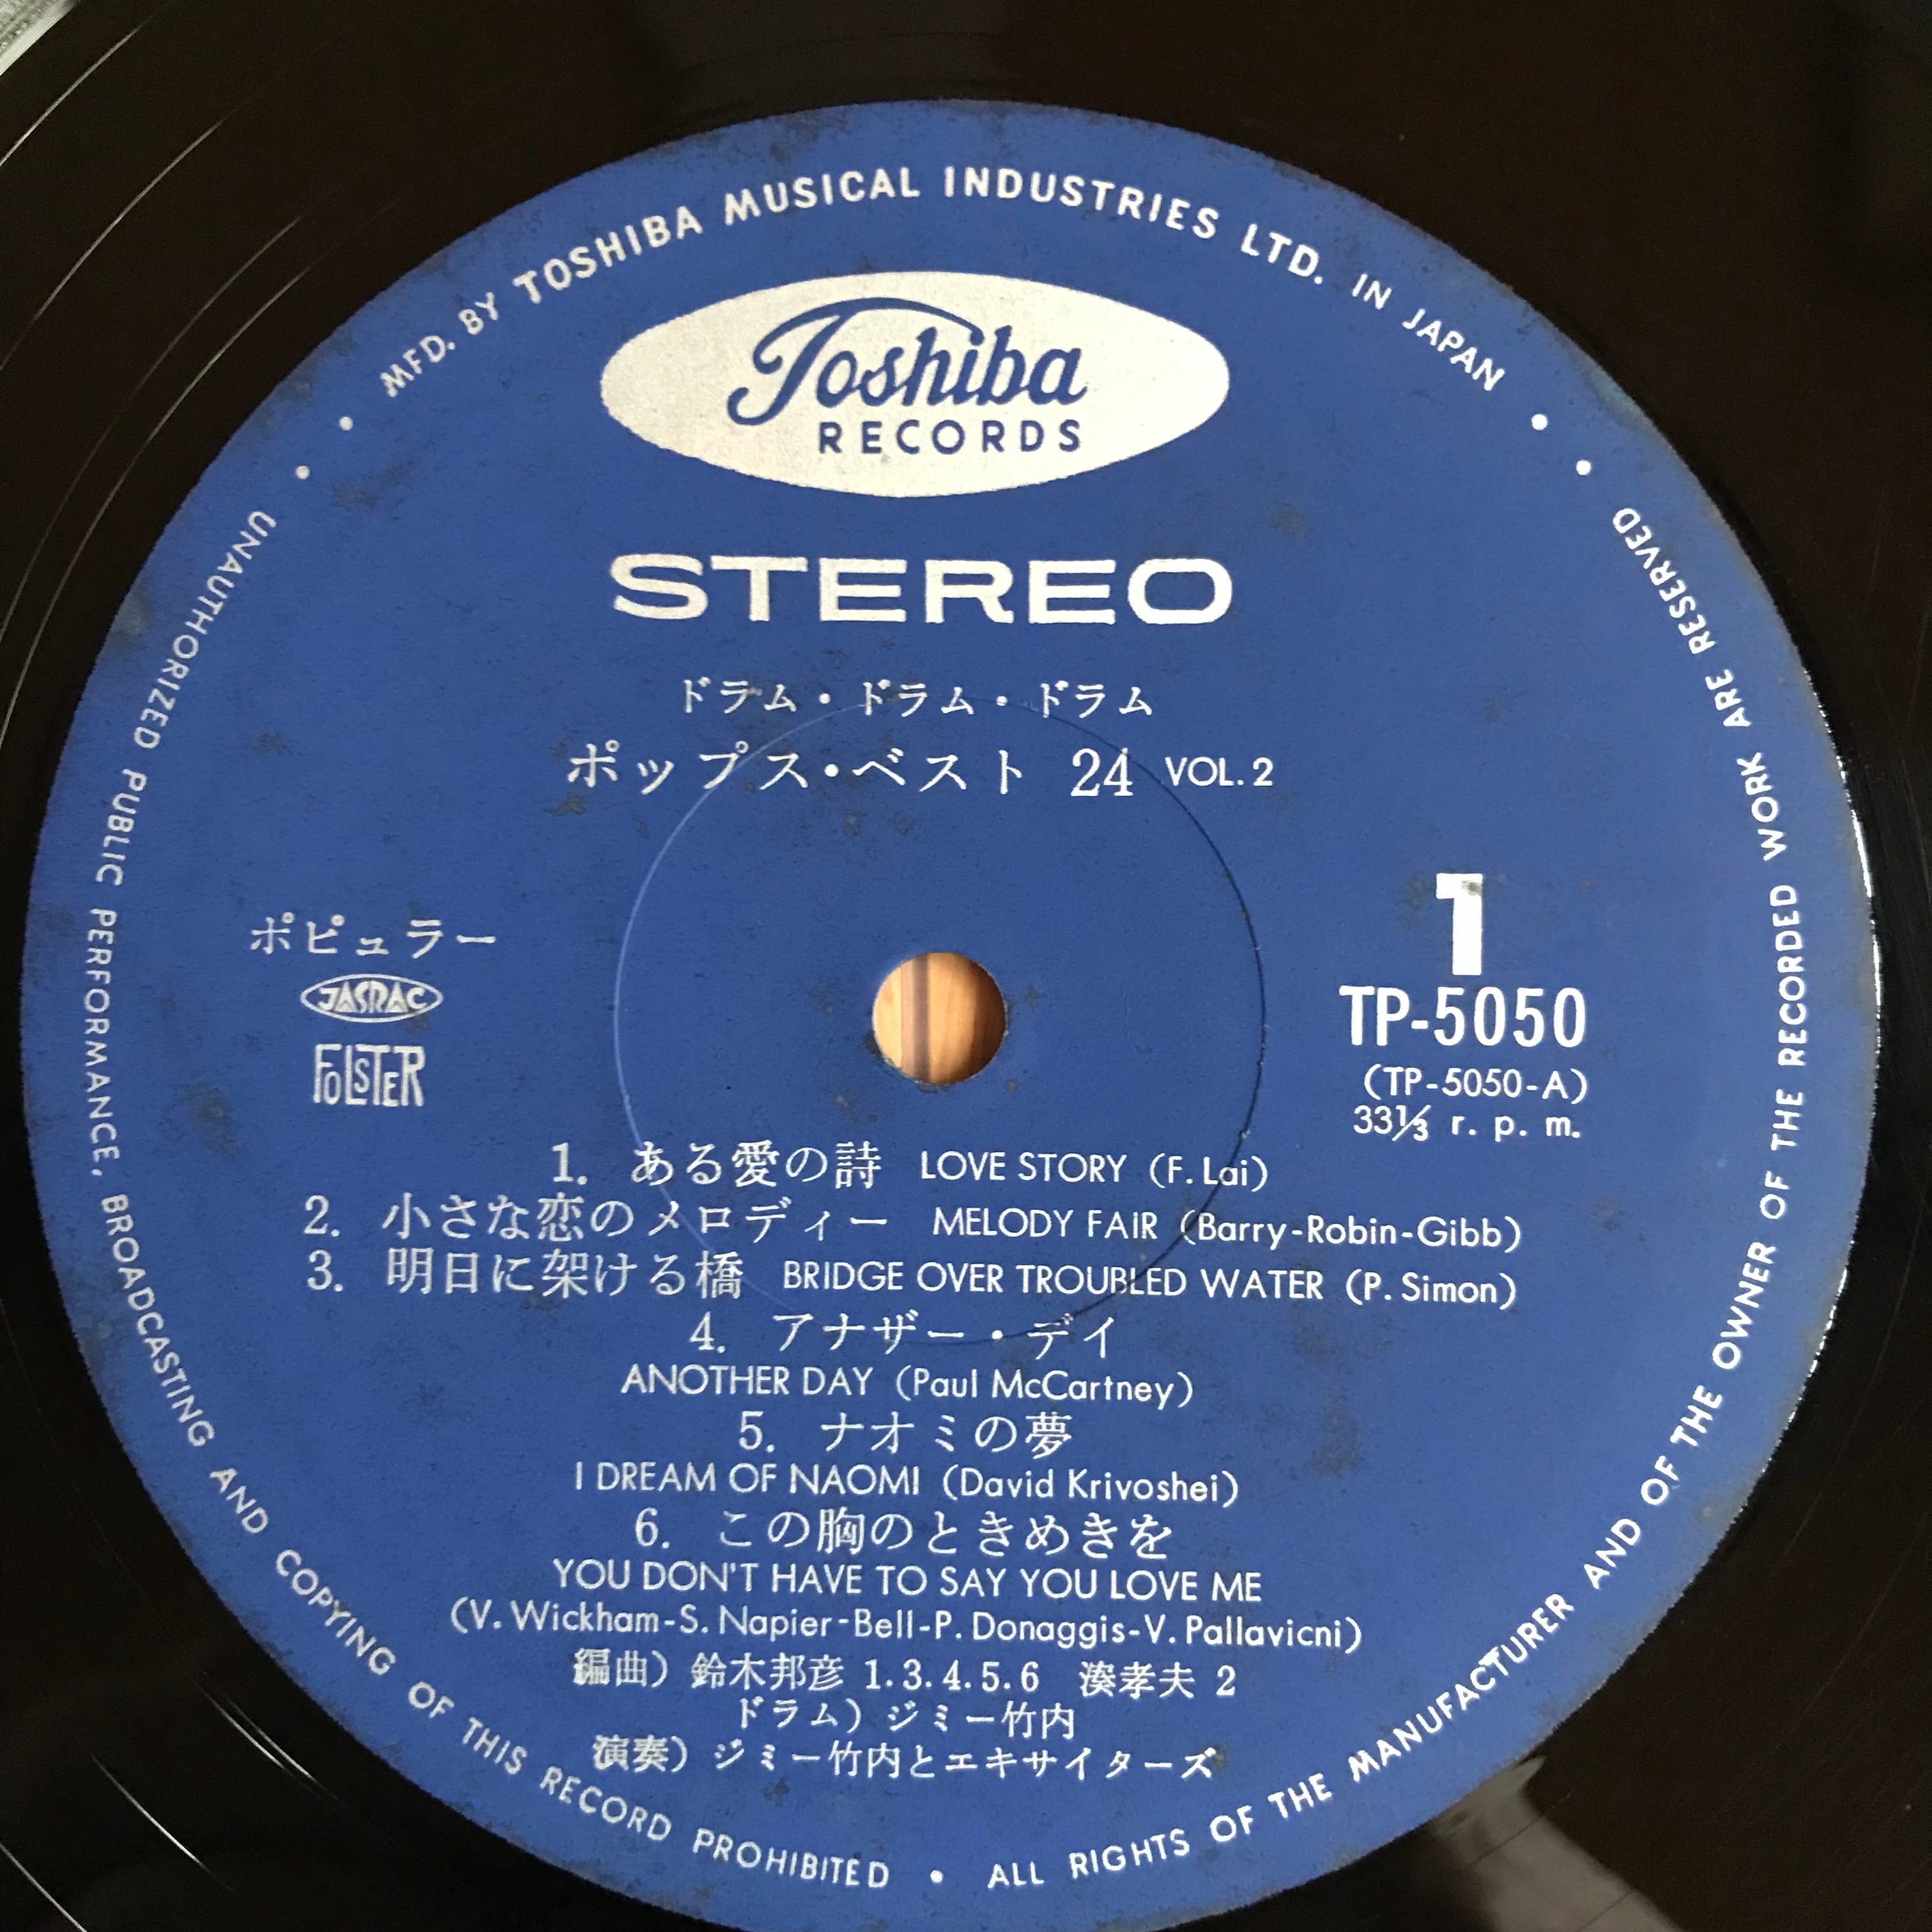 MFD. BY TOSHIBA MUSICAL INDUSTRIES LTD. IN JAPAN
Toshiba
RECORDS
STEREO
ドラム・ドラム・ドラム
ポップス・ベスト 24 VOL.2
ポピュラー
JASRAC
FOLSTER
1
TP-5050
(TP-5050-A)
33⅓ r. p. m.
1. ある愛の詩 LOVE STORY (F. Lai)
2. 小さな恋のメロディー MELODY FAIR (Barry-Robin-Gibb)
3. 明日に架ける橋 BRIDGE OVER TROUBLED WATER (P. Simon)
4. アナザー・デイ
ANOTHER DAY (Paul McCartney)
5. ナオミの夢
I DREAM OF NAOMI (David Krivoshei)
6. この胸のときめきを
YOU DON'T HAVE TO SAY YOU LOVE ME
(V. Wickham-S. Napier-Bell-P. Donaggis-V. Pallavicni)
編曲) 鈴木邦彦 1.3.4.5.6 湊孝夫 2
ドラム) ジミー竹内
演奏) ジミー竹内とエキサイターズ
UNAUTHORIZED PUBLIC PERFORMANCE, BROADCASTING AND COPYING OF THIS RECORD PROHIBITED • ALL RIGHTS OF THE MANUFACTURER AND OF THE OWNER OF THE RECORDED WORK ARE RESERVED